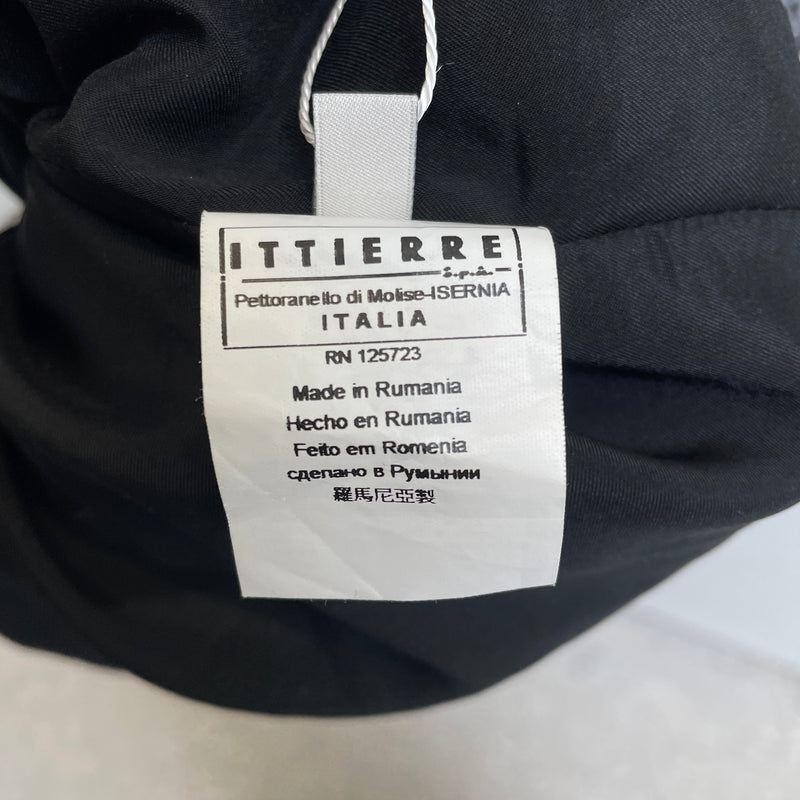 ITTIERRE
S.p.A.
Pettoranello di Molise-ISERNIA
ITALIA
RN 125723
Made in Rumania
Hecho en Rumania
Feito em Romenia
сделано в Румынии
羅馬尼亞製